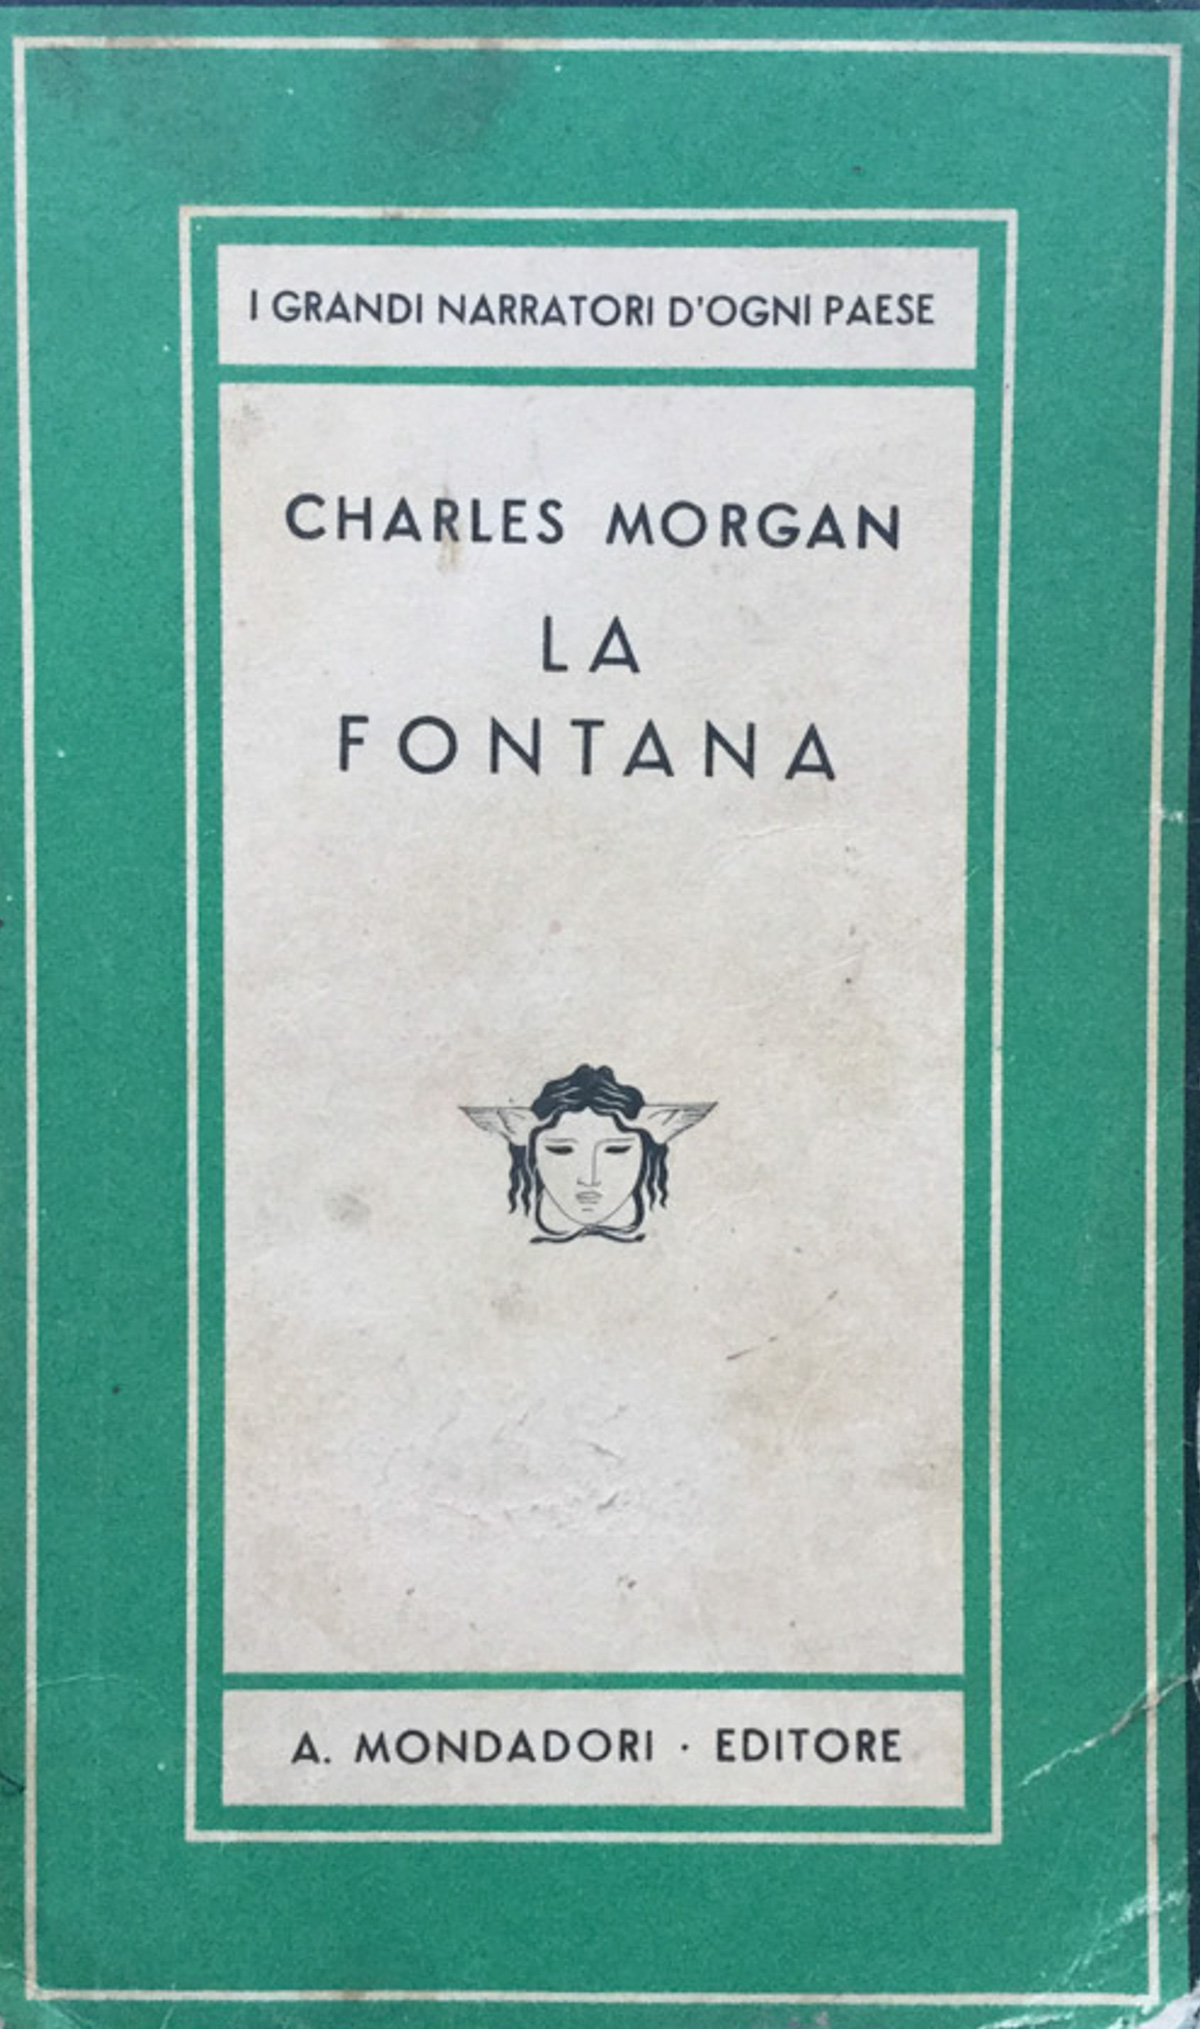 I GRANDI NARRATORI D'OGNI PAESE
CHARLES MORGAN
LA
FONTANA
A. MONDADORI · EDITORE